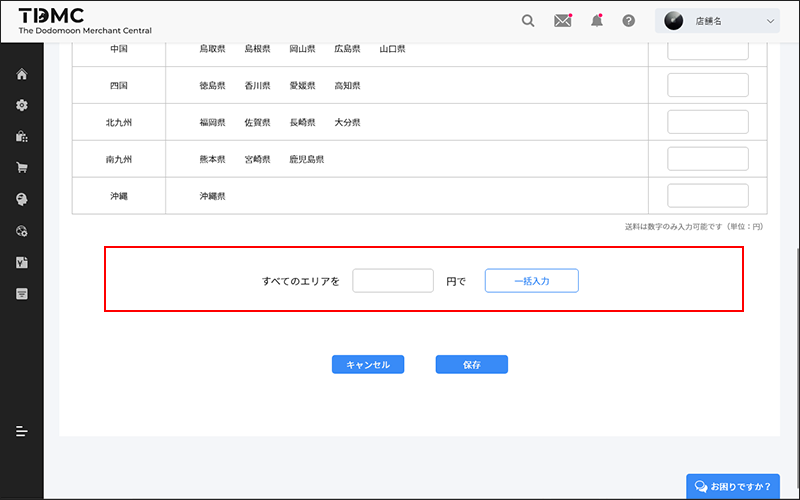 TDMC
The Dodomoon Merchant Central
店舗名
中国 鳥取県 島根県 岡山県 広島県 山口県
四国 徳島県 香川県 愛媛県 高知県
北九州 福岡県 佐賀県 長崎県 大分県
南九州 熊本県 宮崎県 鹿児島県
沖縄 沖縄県
送料は数字のみ入力可能です（単位：円）
すべてのエリアを 円で 一括入力
キャンセル 保存
お困りですか？